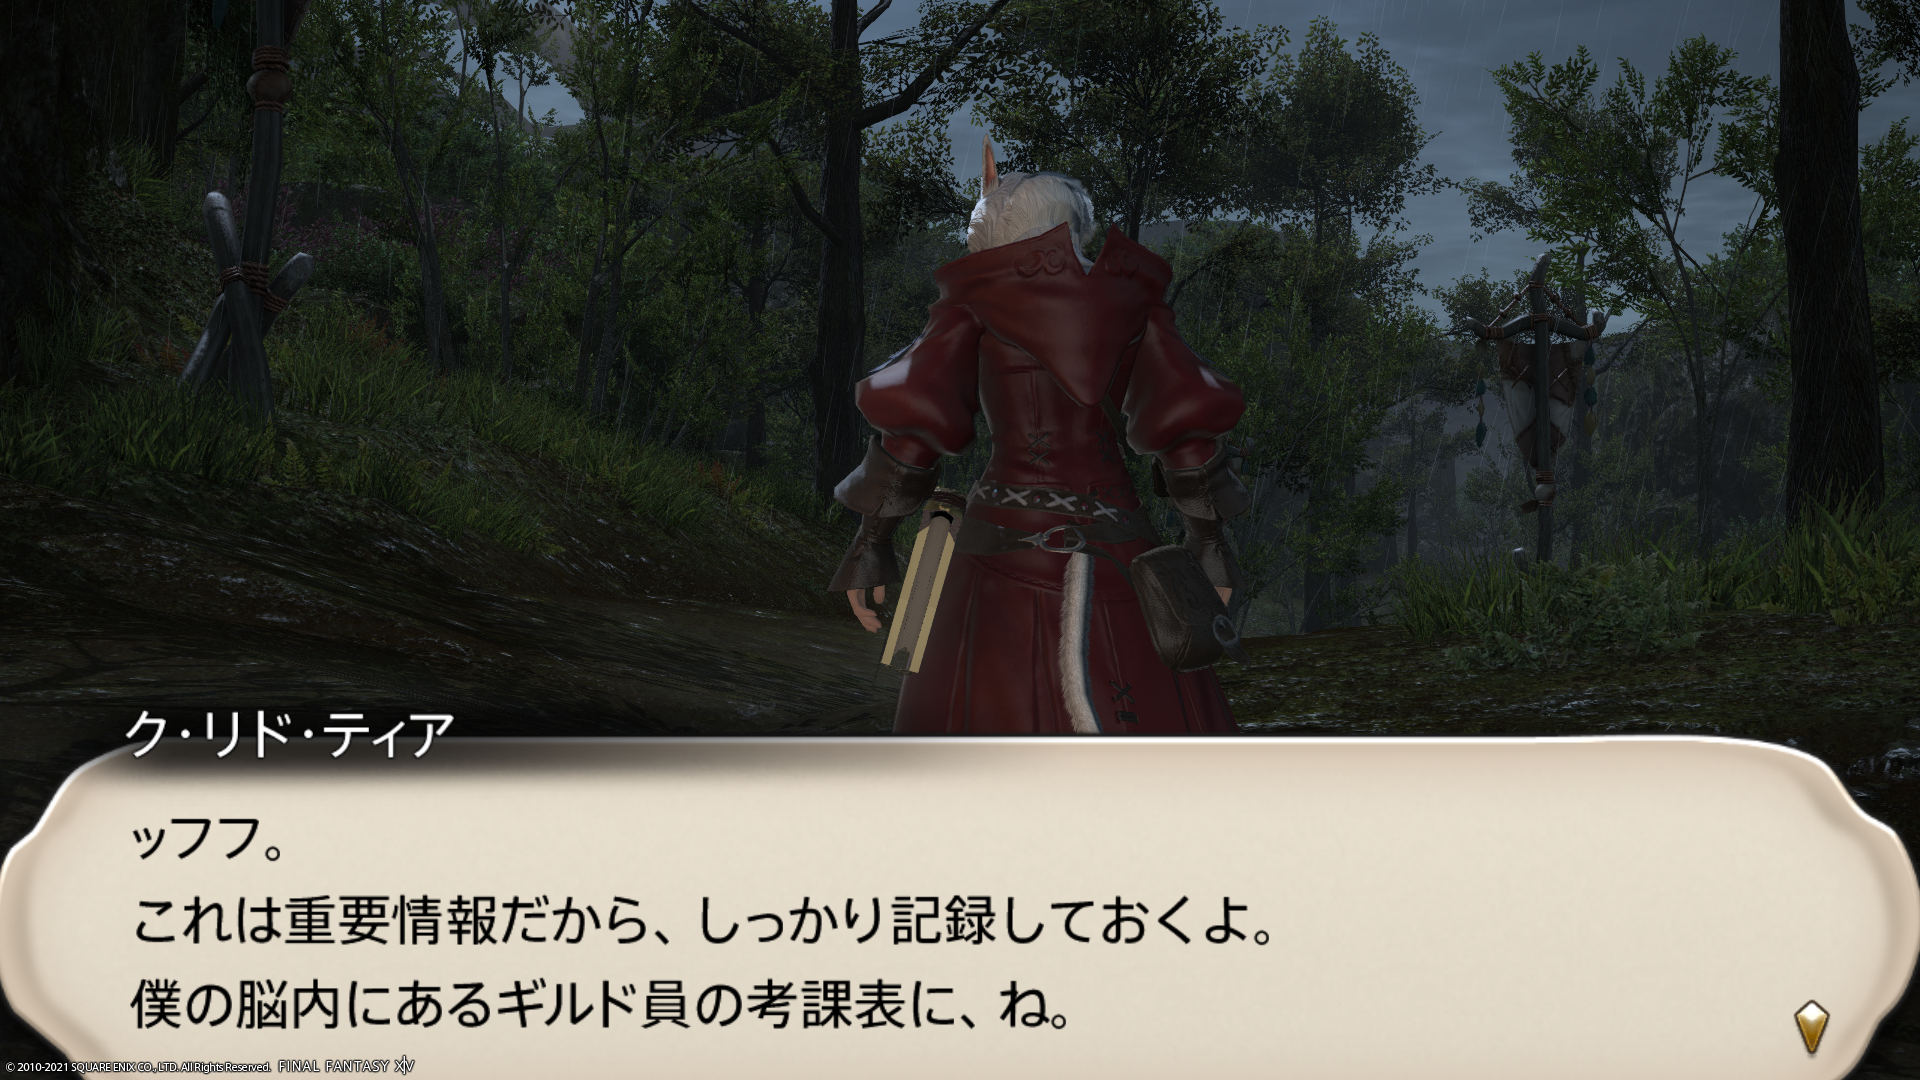 ク・リド・ティア
ッフフ。
これは重要情報だから、しっかり記録しておくよ。
僕の脳内にあるギルド員の考課表に、ね。
© 2010-2021 SQUARE ENIX CO., LTD. All Rights Reserved. FINAL FANTASY XIV